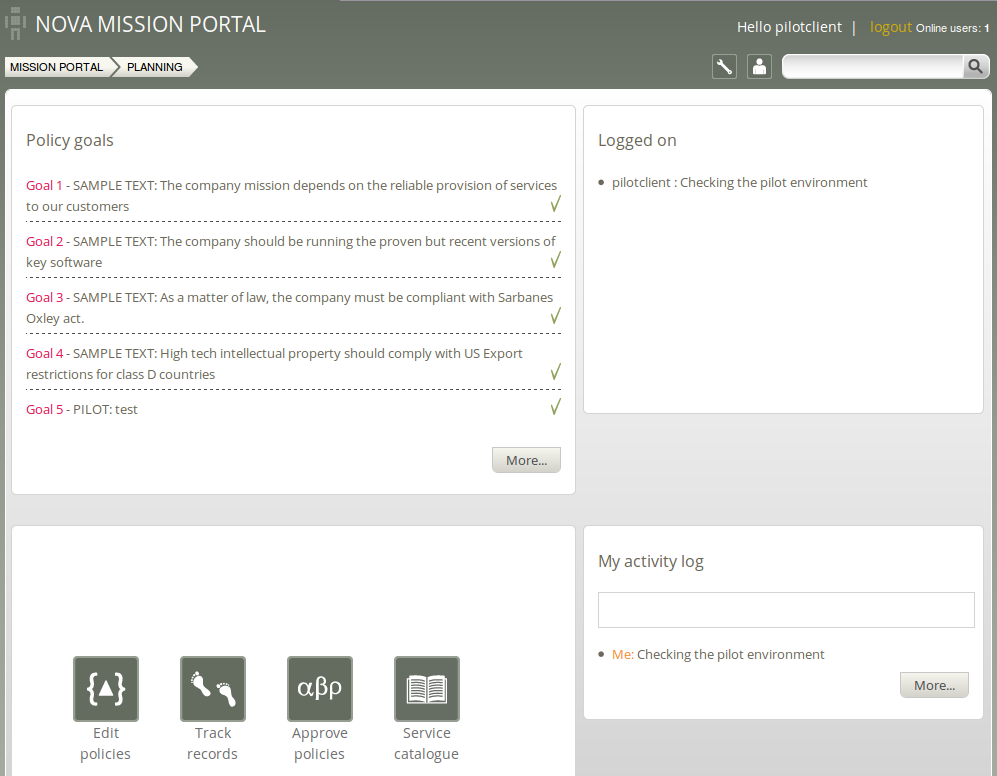 NOVA MISSION PORTAL
Hello pilotclient | logout Online users: 1
MISSION PORTAL PLANNING
Policy goals
Goal 1 - SAMPLE TEXT: The company mission depends on the reliable provision of services
to our customers
Goal 2 - SAMPLE TEXT: The company should be running the proven but recent versions of
key software
Goal 3 - SAMPLE TEXT: As a matter of law, the company must be compliant with Sarbanes
Oxley act.
Goal 4 - SAMPLE TEXT: High tech intellectual property should comply with US Export
restrictions for class D countries
Goal 5 - PILOT: test
More...
Logged on
pilotclient : Checking the pilot environment
{▲}
Edit
policies
Track
records
αβρ
Approve
policies
Service
catalogue
My activity log
Me: Checking the pilot environment
More...